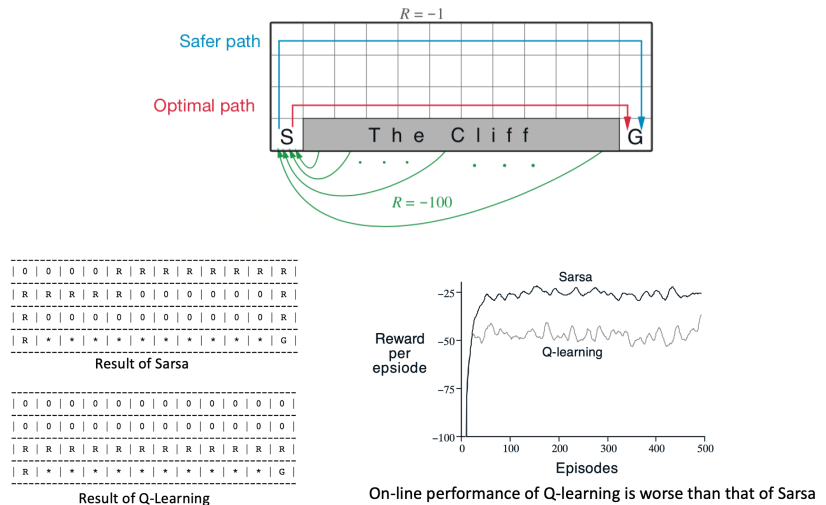 R = −1
Safer path
Optimal path
S The Cliff G
R = −100
| 0 | 0 | 0 | 0 | R | R | R | R | R | R | R | R |
| R | R | R | R | R | 0 | 0 | 0 | 0 | 0 | 0 | R |
| R | 0 | 0 | 0 | 0 | 0 | 0 | 0 | 0 | 0 | 0 | R |
| R | * | * | * | * | * | * | * | * | * | * | G |
Result of Sarsa
| 0 | 0 | 0 | 0 | 0 | 0 | 0 | 0 | 0 | 0 | 0 | 0 |
| 0 | 0 | 0 | 0 | 0 | 0 | 0 | 0 | 0 | 0 | 0 | 0 |
| R | R | R | R | R | R | R | R | R | R | R | R |
| R | * | * | * | * | * | * | * | * | * | * | G |
Result of Q-Learning
Sarsa
−25
Reward
per
epsiode
−50
Q-learning
−75
−100
0 100 200 300 400 500
Episodes
On-line performance of Q-learning is worse than that of Sarsa